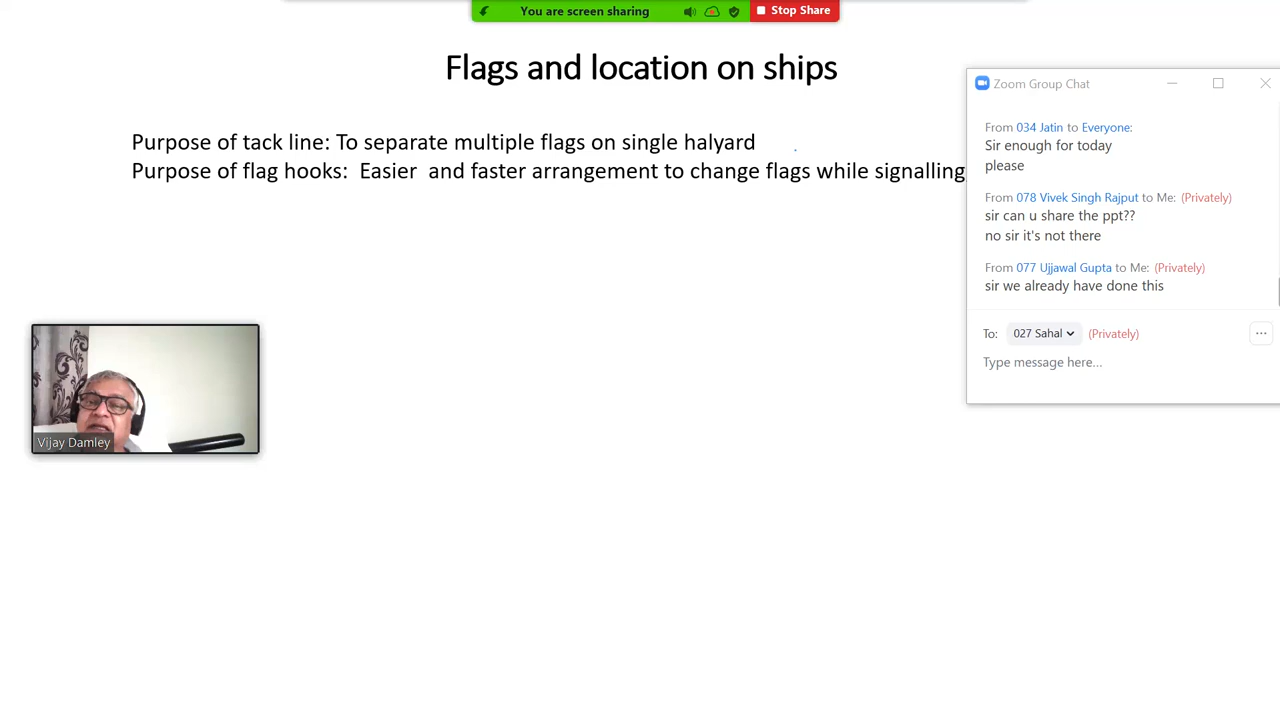 You are screen sharing
Stop Share
Flags and location on ships
Purpose of tack line: To separate multiple flags on single halyard
Purpose of flag hooks:  Easier  and faster arrangement to change flags while signalling
Zoom Group Chat
From 034 Jatin to Everyone:
Sir enough for today
please
From 078 Vivek Singh Rajput to Me: (Privately)
sir can u share the ppt??
no sir it's not there
From 077 Ujjawal Gupta to Me: (Privately)
sir we already have done this
To: 027 Sahal (Privately)
Type message here...
Vijay Damley